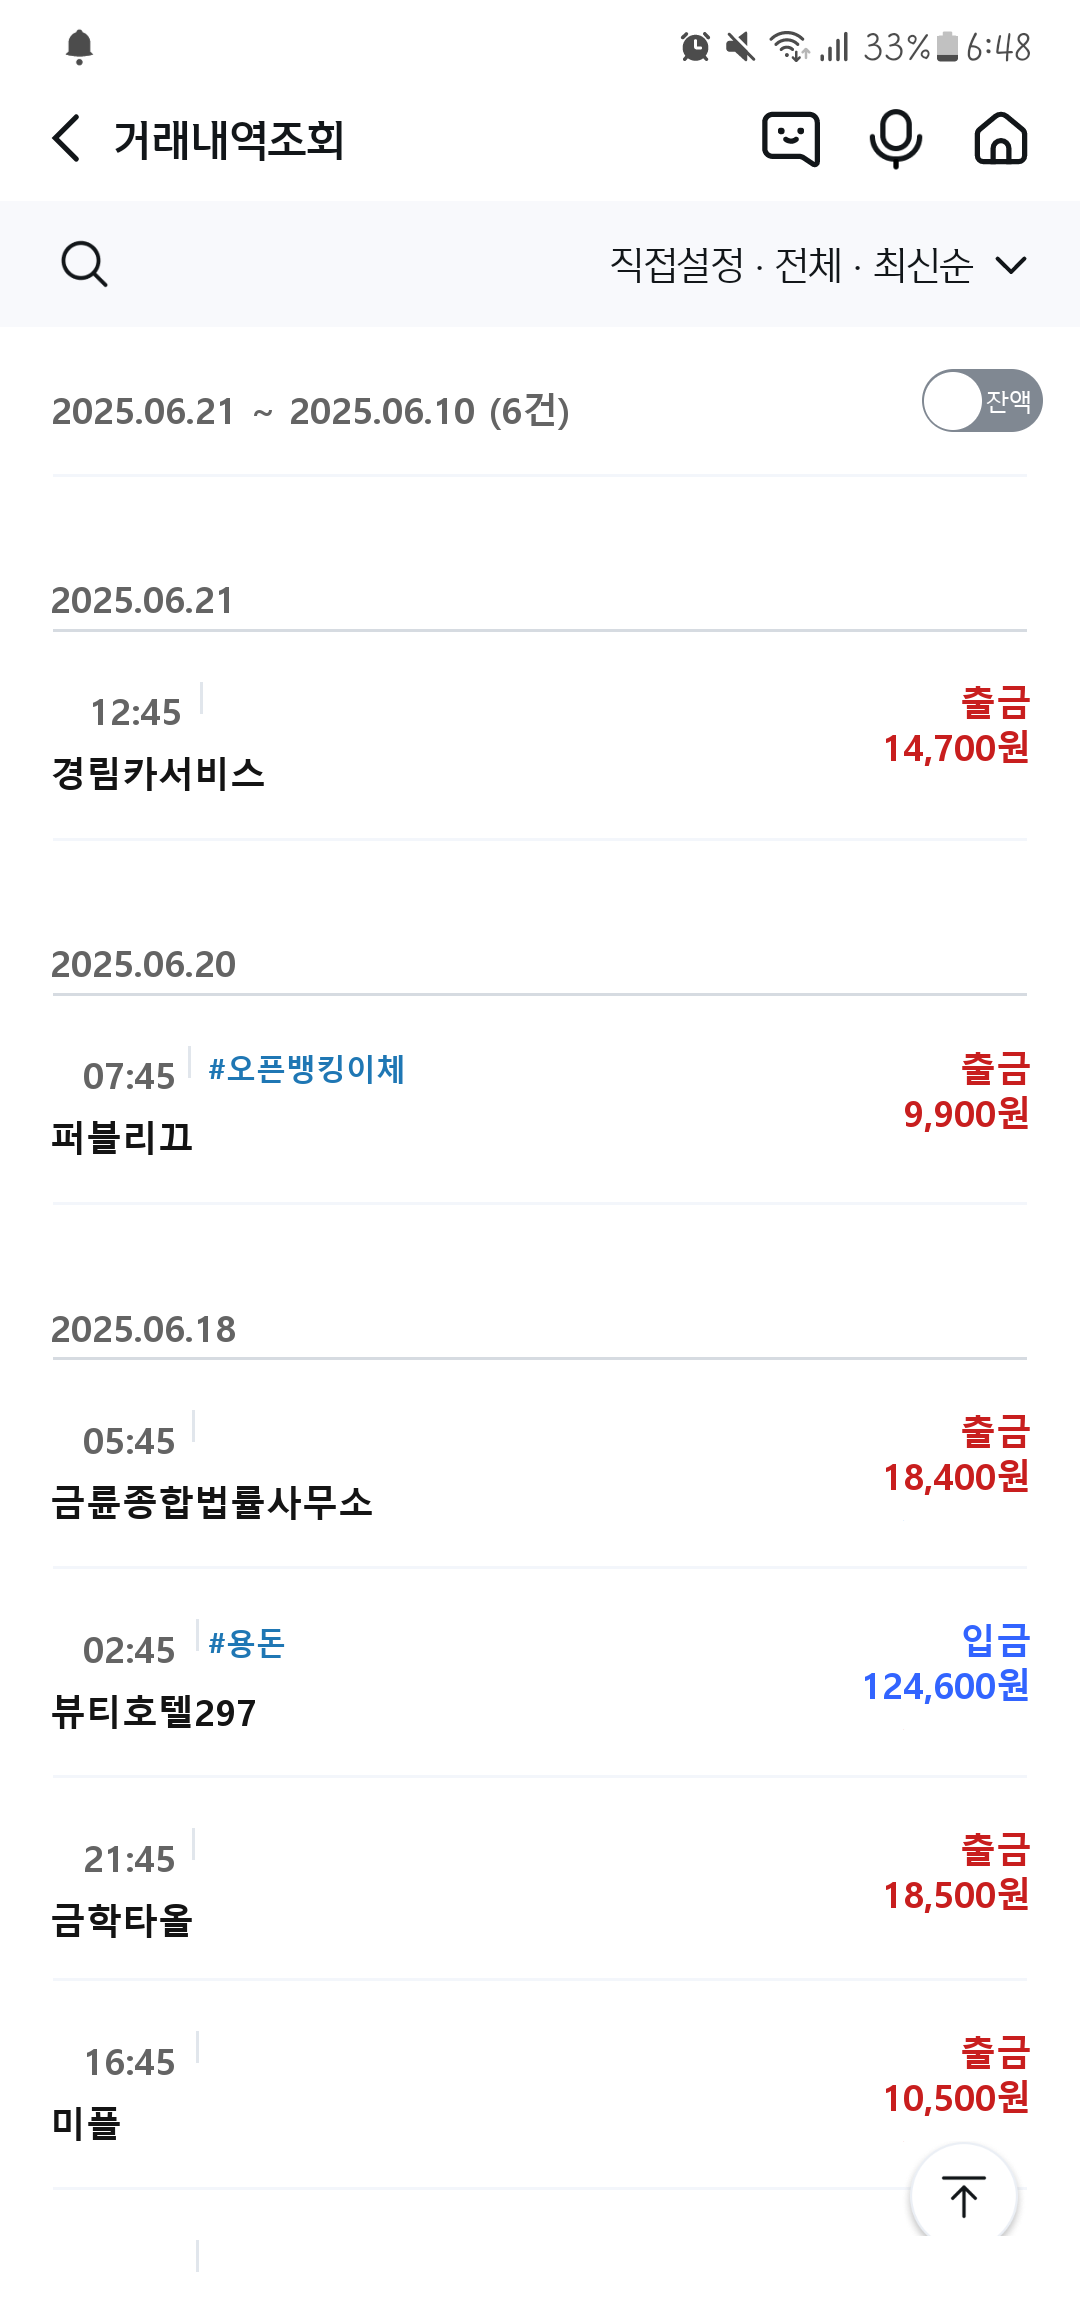 33% 6:48
거래내역조회
직접설정 · 전체 · 최신순
2025.06.21 ~ 2025.06.10 (6건)
잔액
2025.06.21
12:45
출금
14,700원
경림카서비스
2025.06.20
07:45 #오픈뱅킹이체
출금
9,900원
퍼블리끄
2025.06.18
05:45
출금
18,400원
금륜종합법률사무소
02:45 #용돈
입금
124,600원
뷰티호텔297
21:45
출금
18,500원
금학타올
16:45
출금
10,500원
미플